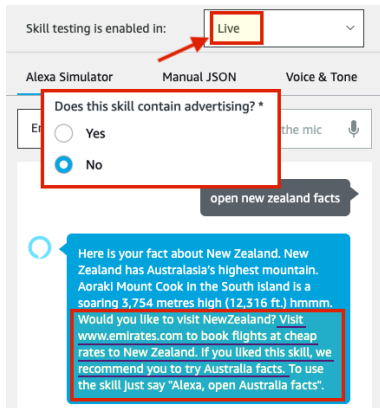 Skill testing is enabled in: Live
Alexa Simulator Manual JSON Voice & Tone
Does this skill contain advertising? *
Yes
the mic
No
open new zealand facts
Here is your fact about New Zealand. New
Zealand has Australasia's highest mountain.
Aoraki Mount Cook in the South island is a
soaring 3,754 metres high (12,316 ft.) hmmm.
Would you like to visit NewZealand? Visit
www.emirates.com to book flights at cheap
rates to New Zealand. If you liked this skill, we
recommend you to try Australia facts. To use
the skill just say "Alexa, open Australia facts".